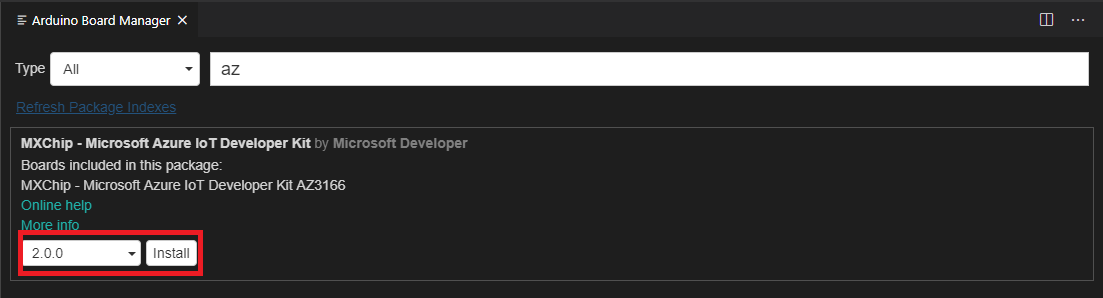 Arduino Board Manager
Type All az
Refresh Package Indexes
MXChip - Microsoft Azure IoT Developer Kit by Microsoft Developer
Boards included in this package:
MXChip - Microsoft Azure IoT Developer Kit AZ3166
Online help
More info
2.0.0 Install